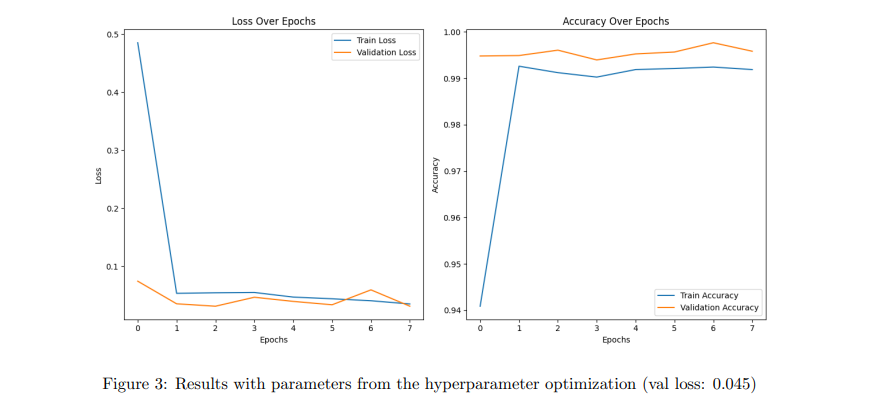 Loss Over Epochs
0.5
0.4
0.3
0.2
0.1
Loss
0 1 2 3 4 5 6 7
Epochs
Train Loss
Validation Loss
Accuracy Over Epochs
1.00
0.99
0.98
0.97
0.96
0.95
0.94
Accuracy
0 1 2 3 4 5 6 7
Epochs
Train Accuracy
Validation Accuracy
Figure 3: Results with parameters from the hyperparameter optimization (val loss: 0.045)